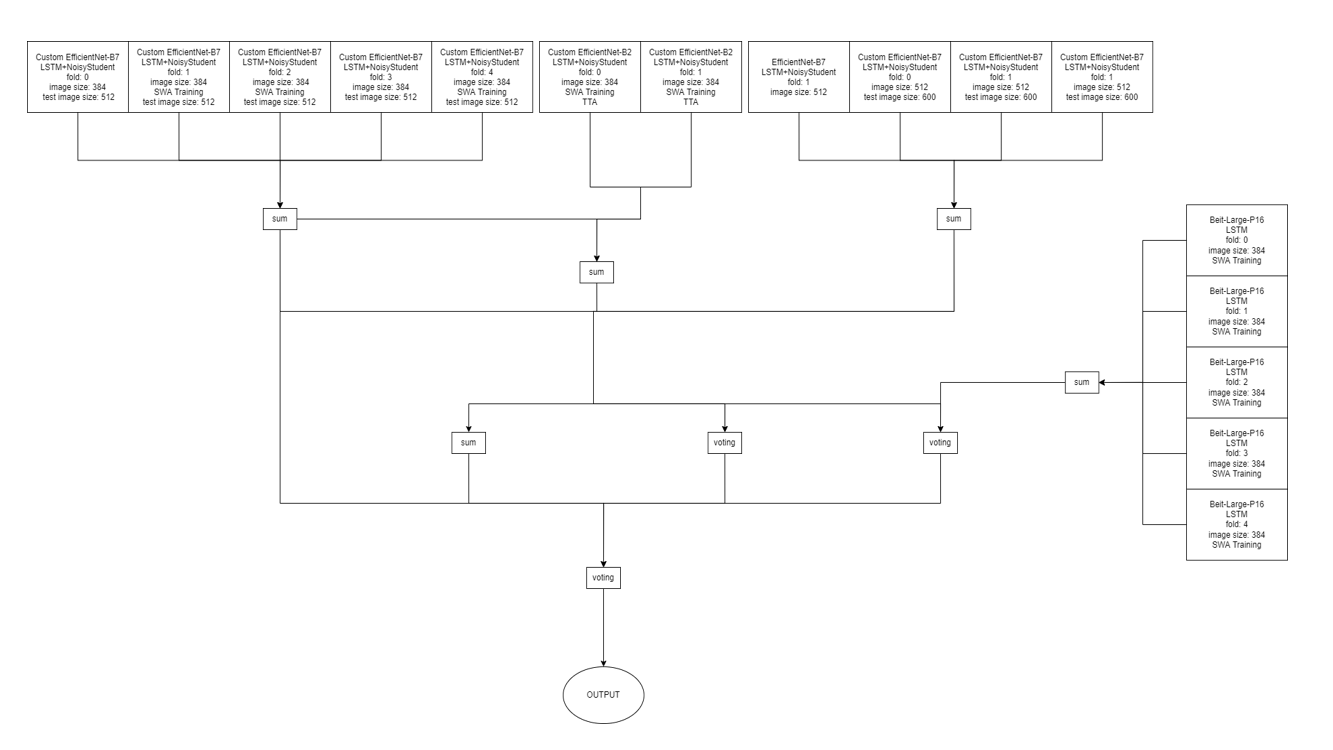 Custom EfficientNet-B7
LSTM+NoisyStudent
fold: 0
image size: 384
test image size: 512
Custom EfficientNet-B7
LSTM+NoisyStudent
fold: 1
image size: 384
SWA Training
test image size: 512
Custom EfficientNet-B7
LSTM+NoisyStudent
fold: 2
image size: 384
SWA Training
test image size: 512
Custom EfficientNet-B7
LSTM+NoisyStudent
fold: 3
image size: 384
test image size: 512
Custom EfficientNet-B7
LSTM+NoisyStudent
fold: 4
image size: 384
SWA Training
test image size: 512
Custom EfficientNet-B2
LSTM+NoisyStudent
fold: 0
image size: 384
SWA Training
TTA
Custom EfficientNet-B2
LSTM+NoisyStudent
fold: 1
image size: 384
SWA Training
TTA
EfficientNet-B7
LSTM+NoisyStudent
fold: 1
image size: 512
Custom EfficientNet-B7
LSTM+NoisyStudent
fold: 0
image size: 512
test image size: 600
Custom EfficientNet-B7
LSTM+NoisyStudent
fold: 1
image size: 512
test image size: 600
Custom EfficientNet-B7
LSTM+NoisyStudent
fold: 1
image size: 512
test image size: 600
sum
sum
sum
Beit-Large-P16
LSTM
fold: 0
image size: 384
SWA Training
Beit-Large-P16
LSTM
fold: 1
image size: 384
SWA Training
Beit-Large-P16
LSTM
fold: 2
image size: 384
SWA Training
Beit-Large-P16
LSTM
fold: 3
image size: 384
SWA Training
Beit-Large-P16
LSTM
fold: 4
image size: 384
SWA Training
sum
sum
voting
voting
voting
OUTPUT